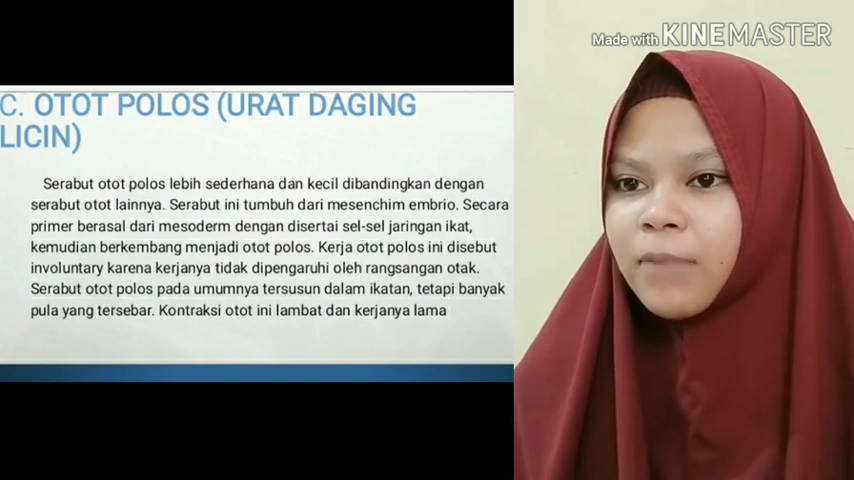 C. OTOT POLOS (URAT DAGING
LICIN)
Serabut otot polos lebih sederhana dan kecil dibandingkan dengan
serabut otot lainnya. Serabut ini tumbuh dari mesenchim embrio. Secara
primer berasal dari mesoderm dengan disertai sel-sel jaringan ikat,
kemudian berkembang menjadi otot polos. Kerja otot polos ini disebut
involuntary karena kerjanya tidak dipengaruhi oleh rangsangan otak.
Serabut otot polos pada umumnya tersusun dalam ikatan, tetapi banyak
pula yang tersebar. Kontraksi otot ini lambat dan kerjanya lama
Made with KINEMASTER